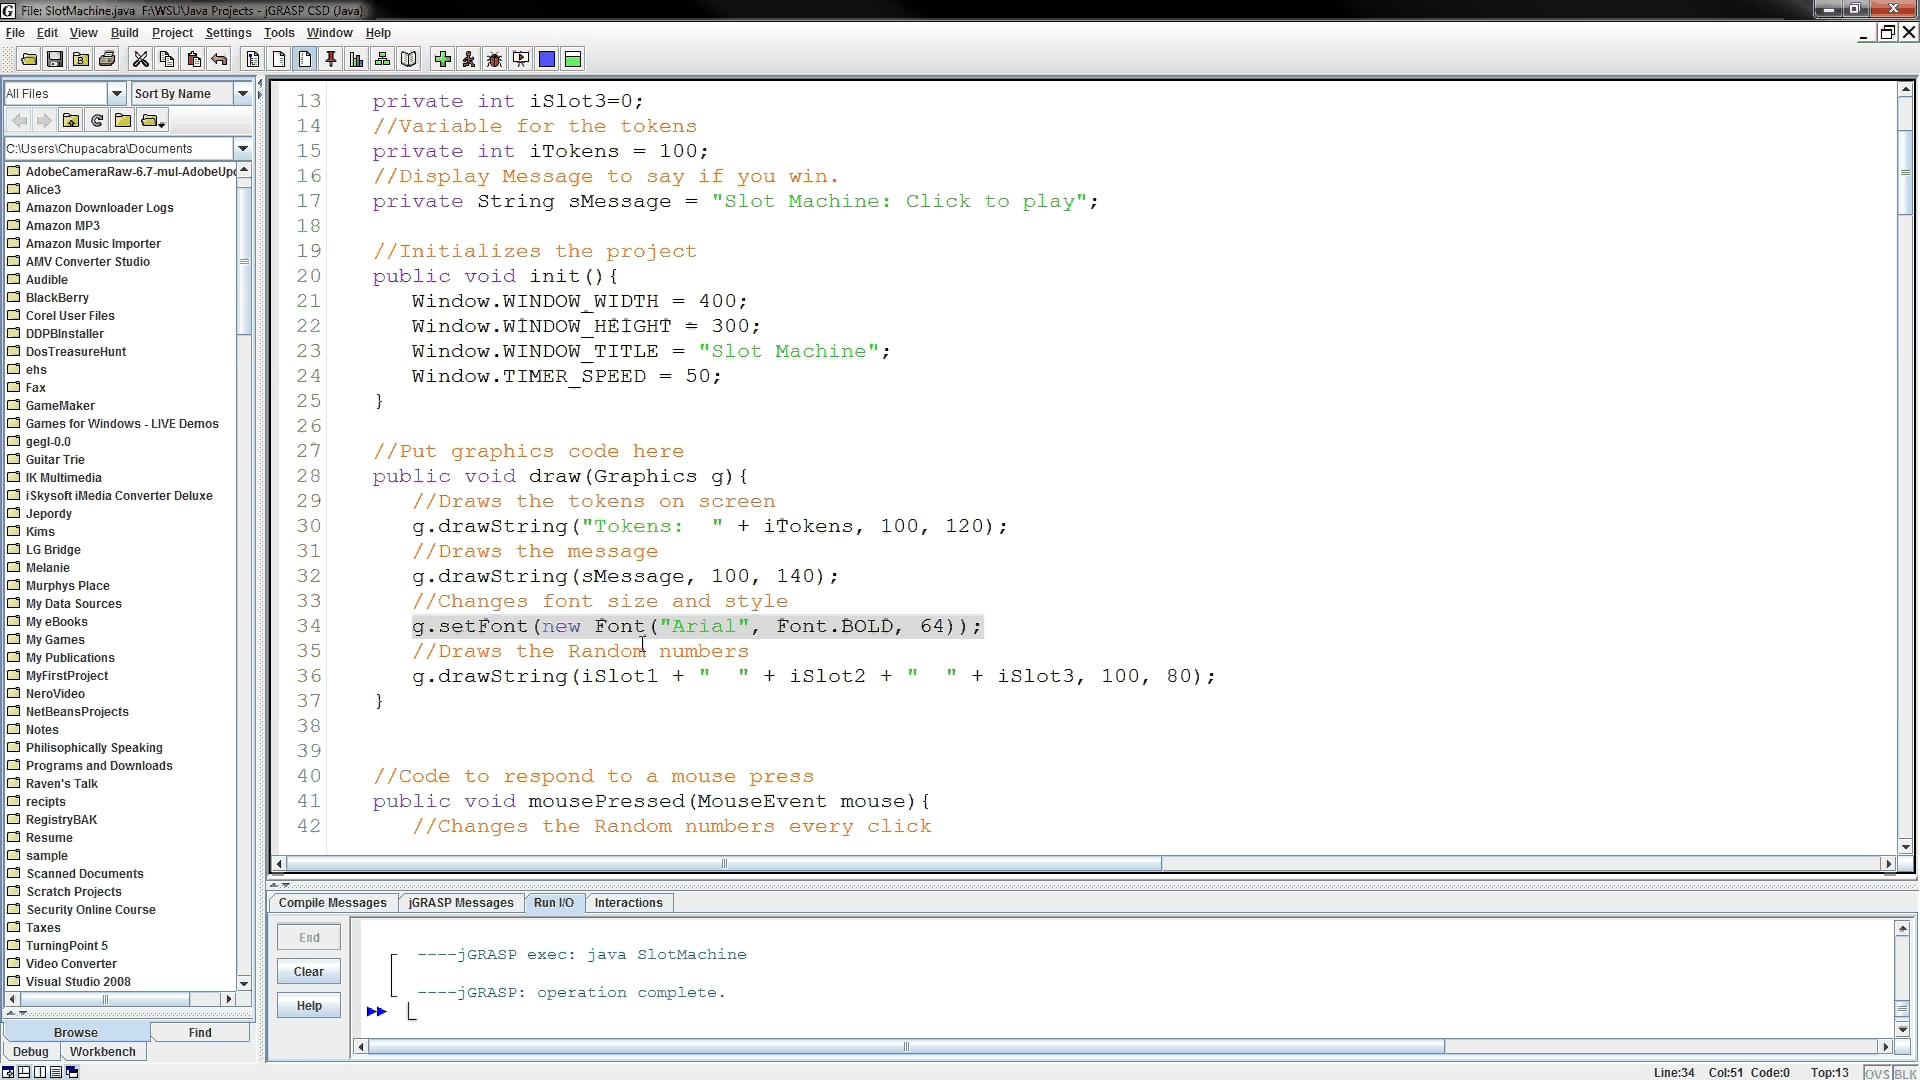 File: SlotMachine.java  F:\WSU\Java Projects - jGRASP CSD (Java)
File Edit View Build Project Settings Tools Window Help
All Files
Sort By Name
C:\Users\Chupacabra\Documents
AdobeCameraRaw-6.7-mul-AdobeUp
Alice3
Amazon Downloader Logs
Amazon MP3
Amazon Music Importer
AMV Converter Studio
Audible
BlackBerry
Corel User Files
DDPBInstaller
DosTreasureHunt
ehs
Fax
GameMaker
Games for Windows - LIVE Demos
gegl-0.0
Guitar Trie
IK Multimedia
iSkysoft iMedia Converter Deluxe
Jepordy
Kims
LG Bridge
Melanie
Murphys Place
My Data Sources
My eBooks
My Games
My Publications
MyFirstProject
NeroVideo
NetBeansProjects
Notes
Philisophically Speaking
Programs and Downloads
Raven's Talk
recipts
RegistryBAK
Resume
sample
Scanned Documents
Scratch Projects
Security Online Course
Taxes
TurningPoint 5
Video Converter
Visual Studio 2008
Browse
Find
Debug
Workbench
13 private int iSlot3=0;
14 //Variable for the tokens
15 private int iTokens = 100;
16 //Display Message to say if you win.
17 private String sMessage = "Slot Machine: Click to play";
18
19 //Initializes the project
20 public void init(){
21 Window.WINDOW_WIDTH = 400;
22 Window.WINDOW_HEIGHT = 300;
23 Window.WINDOW_TITLE = "Slot Machine";
24 Window.TIMER_SPEED = 50;
25 }
26
27 //Put graphics code here
28 public void draw(Graphics g){
29 //Draws the tokens on screen
30 g.drawString("Tokens:  " + iTokens, 100, 120);
31 //Draws the message
32 g.drawString(sMessage, 100, 140);
33 //Changes font size and style
34 g.setFont(new Font("Arial", Font.BOLD, 64));
35 //Draws the Random numbers
36 g.drawString(iSlot1 + "  " + iSlot2 + "  " + iSlot3, 100, 80);
37 }
38
39
40 //Code to respond to a mouse press
41 public void mousePressed(MouseEvent mouse){
42 //Changes the Random numbers every click
Compile Messages
jGRASP Messages
Run I/O
Interactions
End
Clear
Help
----jGRASP exec: java SlotMachine
----jGRASP: operation complete.
Line:34 Col:51 Code:0 Top:13 OVS BLK